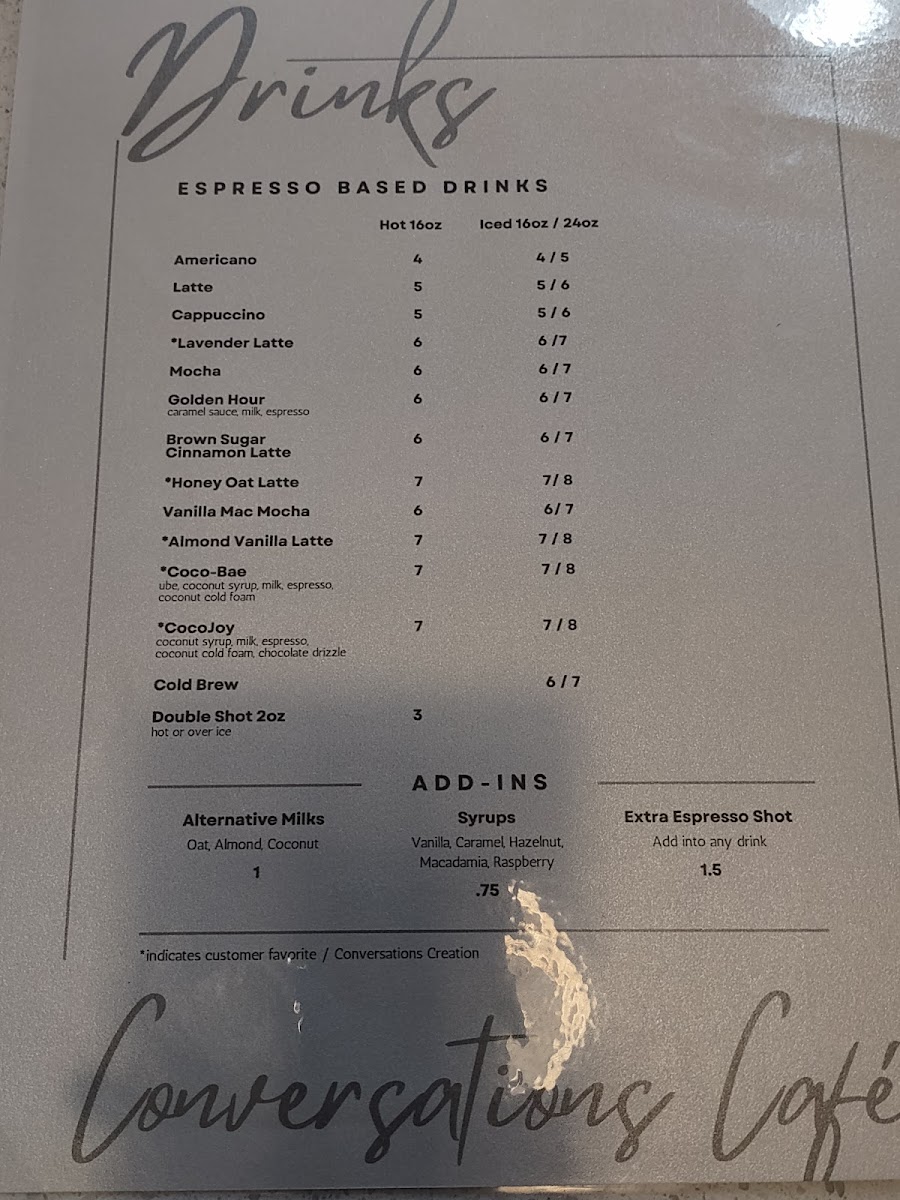 Drinks
ESPRESSO BASED DRINKS
Hot 16oz Iced 16oz / 24oz
Americano 4 4 / 5
Latte 5 5 / 6
Cappuccino 5 5 / 6
*Lavender Latte 6 6 /7
Mocha 6 6 / 7
Golden Hour 6 6 / 7
caramel sauce, milk, espresso
Brown Sugar 6 6 / 7
Cinnamon Latte
*Honey Oat Latte 7 7/ 8
Vanilla Mac Mocha 6 6/ 7
*Almond Vanilla Latte 7 7 / 8
*Coco-Bae 7 7 / 8
ube, coconut syrup, milk, espresso,
coconut cold foam
*CocoJoy 7 7 / 8
coconut syrup, milk, espresso,
coconut cold foam, chocolate drizzle
Cold Brew 6 / 7
Double Shot 2oz 3
hot or over ice
ADD-INS
Alternative Milks
Oat, Almond, Coconut
1
Syrups
Vanilla, Caramel, Hazelnut,
Macadamia, Raspberry
.75
Extra Espresso Shot
Add into any drink
1.5
*indicates customer favorite / Conversations Creation
Conversations Café